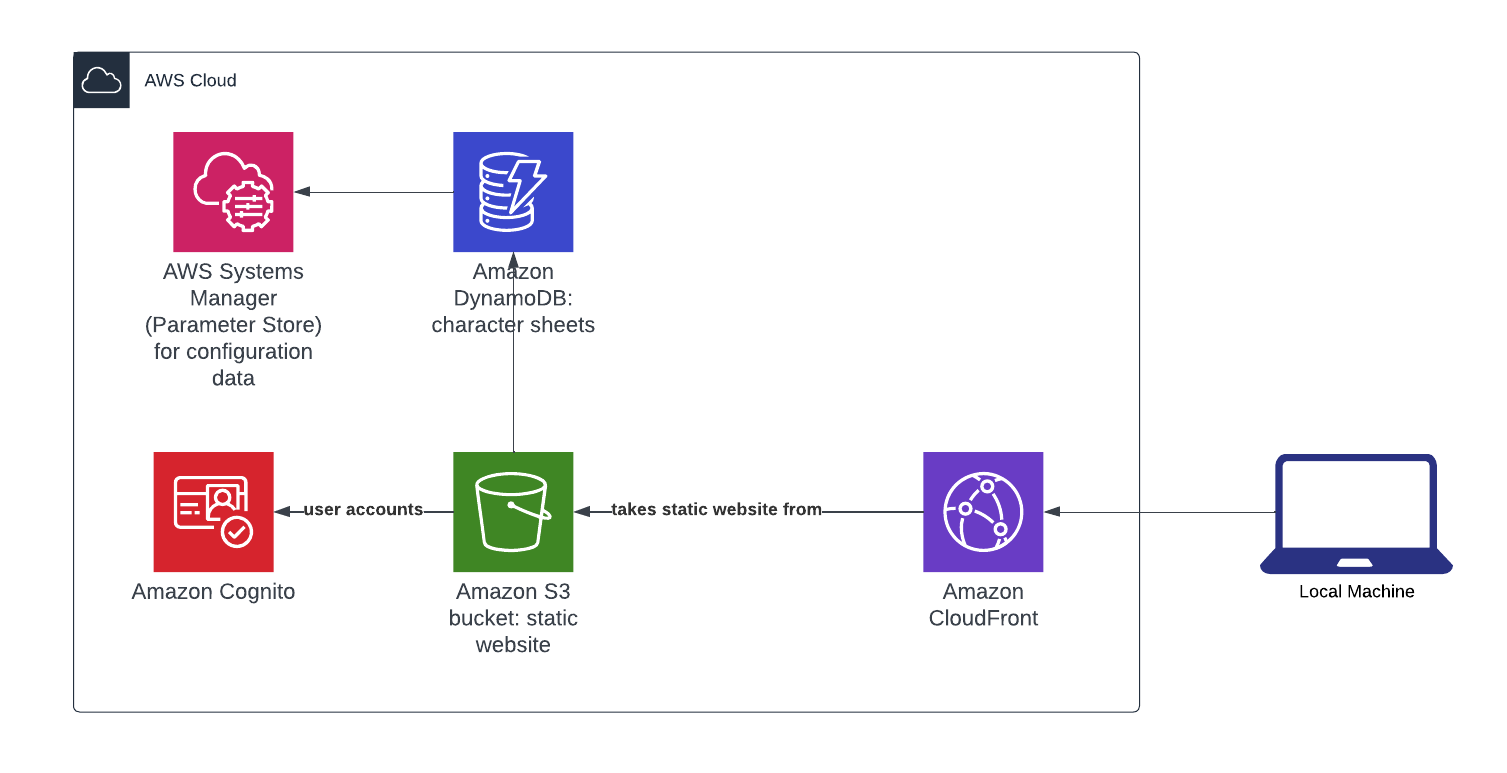 AWS Cloud
AWS Systems
Manager
(Parameter Store)
for configuration
data
Amazon
DynamoDB:
character sheets
user accounts
takes static website from
Amazon Cognito
Amazon S3
bucket: static
website
Amazon
CloudFront
Local Machine